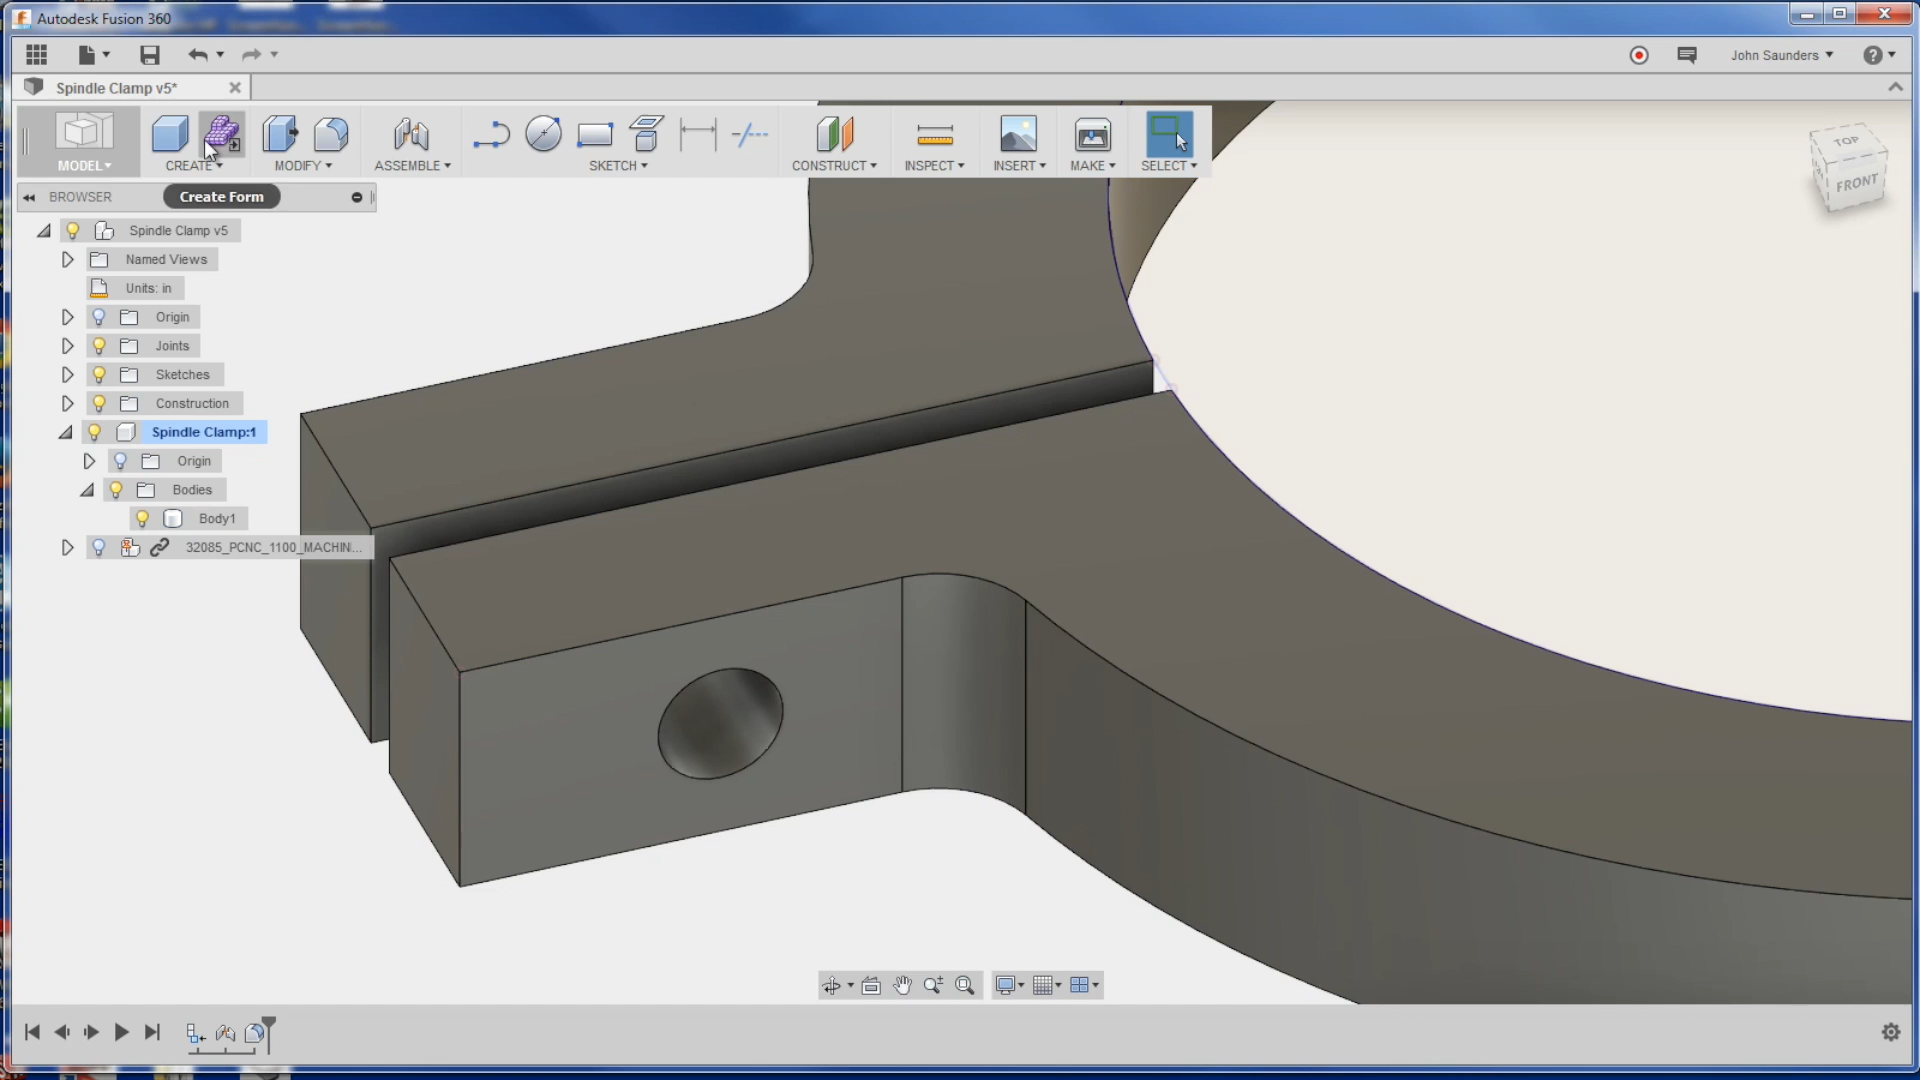 Autodesk Fusion 360
John Saunders
Spindle Clamp v5*
MODEL
CREATE
MODIFY
ASSEMBLE
SKETCH
CONSTRUCT
INSPECT
INSERT
MAKE
SELECT
TOP
FRONT
BROWSER
Create Form
Spindle Clamp v5
Named Views
Units: in
Origin
Joints
Sketches
Construction
Spindle Clamp:1
Origin
Bodies
Body1
32085_PCNC_1100_MACHIN...